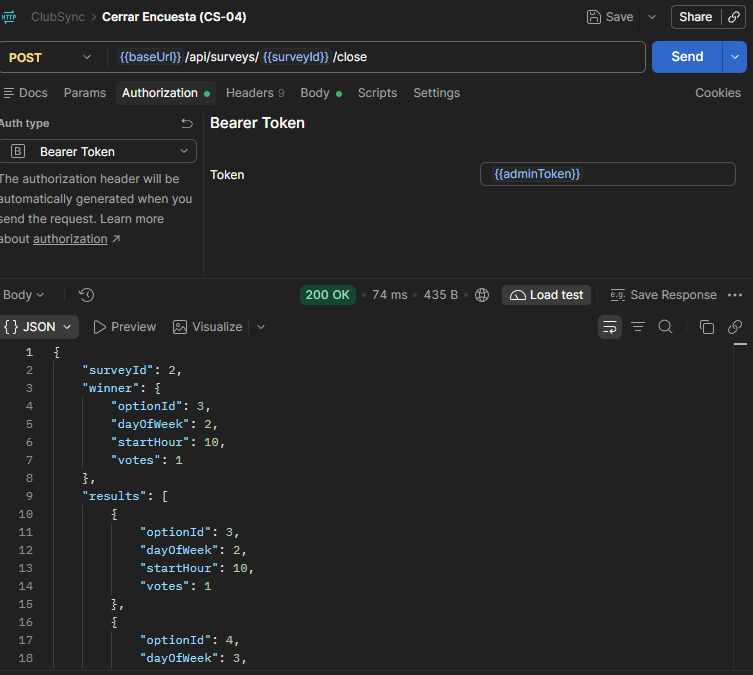 HTTP ClubSync > Cerrar Encuesta (CS-04) Save Share
POST {{baseUrl}} /api/surveys/ {{surveyId}} /close Send
Docs Params Authorization Headers 9 Body Scripts Settings Cookies
Auth type
B Bearer Token
The authorization header will be
automatically generated when you
send the request. Learn more
about authorization ↗
Bearer Token
Token {{adminToken}}
Body 200 OK 74 ms 435 B Load test e.g. Save Response
{} JSON Preview Visualize
1 {
2 "surveyId": 2,
3 "winner": {
4 "optionId": 3,
5 "dayOfWeek": 2,
6 "startHour": 10,
7 "votes": 1
8 },
9 "results": [
10 {
11 "optionId": 3,
12 "dayOfWeek": 2,
13 "startHour": 10,
14 "votes": 1
15 },
16 {
17 "optionId": 4,
18 "dayOfWeek": 3,